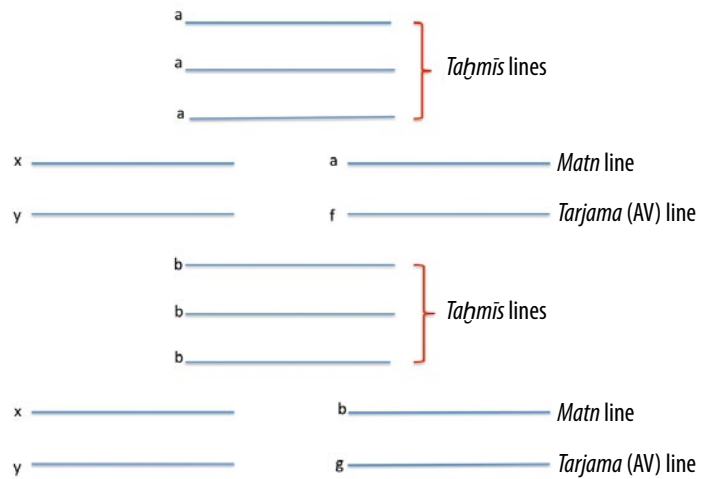 a
a Taḫmīs lines
a
x a Matn line
y f Tarjama (AV) line
b
b Taḫmīs lines
b
x b Matn line
y g Tarjama (AV) line